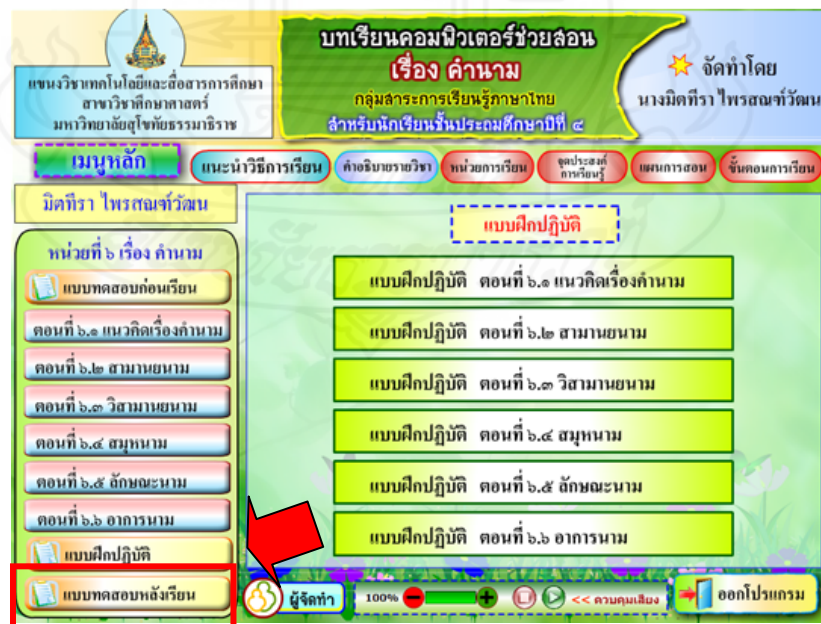 แขนงวิชาเทคโนโลยีและสื่อสารการศึกษา
สาขาวิชาศึกษาศาสตร์
มหาวิทยาลัยสุโขทัยธรรมาธิราช
บทเรียนคอมพิวเตอร์ช่วยสอน
เรื่อง คำนาม
กลุ่มสาระการเรียนรู้ภาษาไทย
สำหรับนักเรียนชั้นประถมศึกษาปีที่ ๔
จัดทำโดย
นางมิตทีรา ไพรสณฑ์วัฒน
เมนูหลัก
แนะนำวิธีการเรียน
คำอธิบายรายวิชา
หน่วยการเรียน
จุดประสงค์
การเรียนรู้
แผนการสอน
ขั้นตอนการเรียน
มิตทีรา ไพรสณฑ์วัฒน
หน่วยที่ ๖ เรื่อง คำนาม
แบบทดสอบก่อนเรียน
ตอนที่ ๖.๑ แนวคิดเรื่องคำนาม
ตอนที่ ๖.๒ สามานยนาม
ตอนที่ ๖.๓ วิสามานยนาม
ตอนที่ ๖.๔ สมุหนาม
ตอนที่ ๖.๕ ลักษณะนาม
ตอนที่ ๖.๖ อาการนาม
แบบฝึกปฏิบัติ
แบบทดสอบหลังเรียน
แบบฝึกปฏิบัติ
แบบฝึกปฏิบัติ ตอนที่ ๖.๑ แนวคิดเรื่องคำนาม
แบบฝึกปฏิบัติ ตอนที่ ๖.๒ สามานยนาม
แบบฝึกปฏิบัติ ตอนที่ ๖.๓ วิสามานยนาม
แบบฝึกปฏิบัติ ตอนที่ ๖.๔ สมุหนาม
แบบฝึกปฏิบัติ ตอนที่ ๖.๕ ลักษณะนาม
แบบฝึกปฏิบัติ ตอนที่ ๖.๖ อาการนาม
ผู้จัดทำ
100%
<< ควบคุมเสียง
ออกโปรแกรม